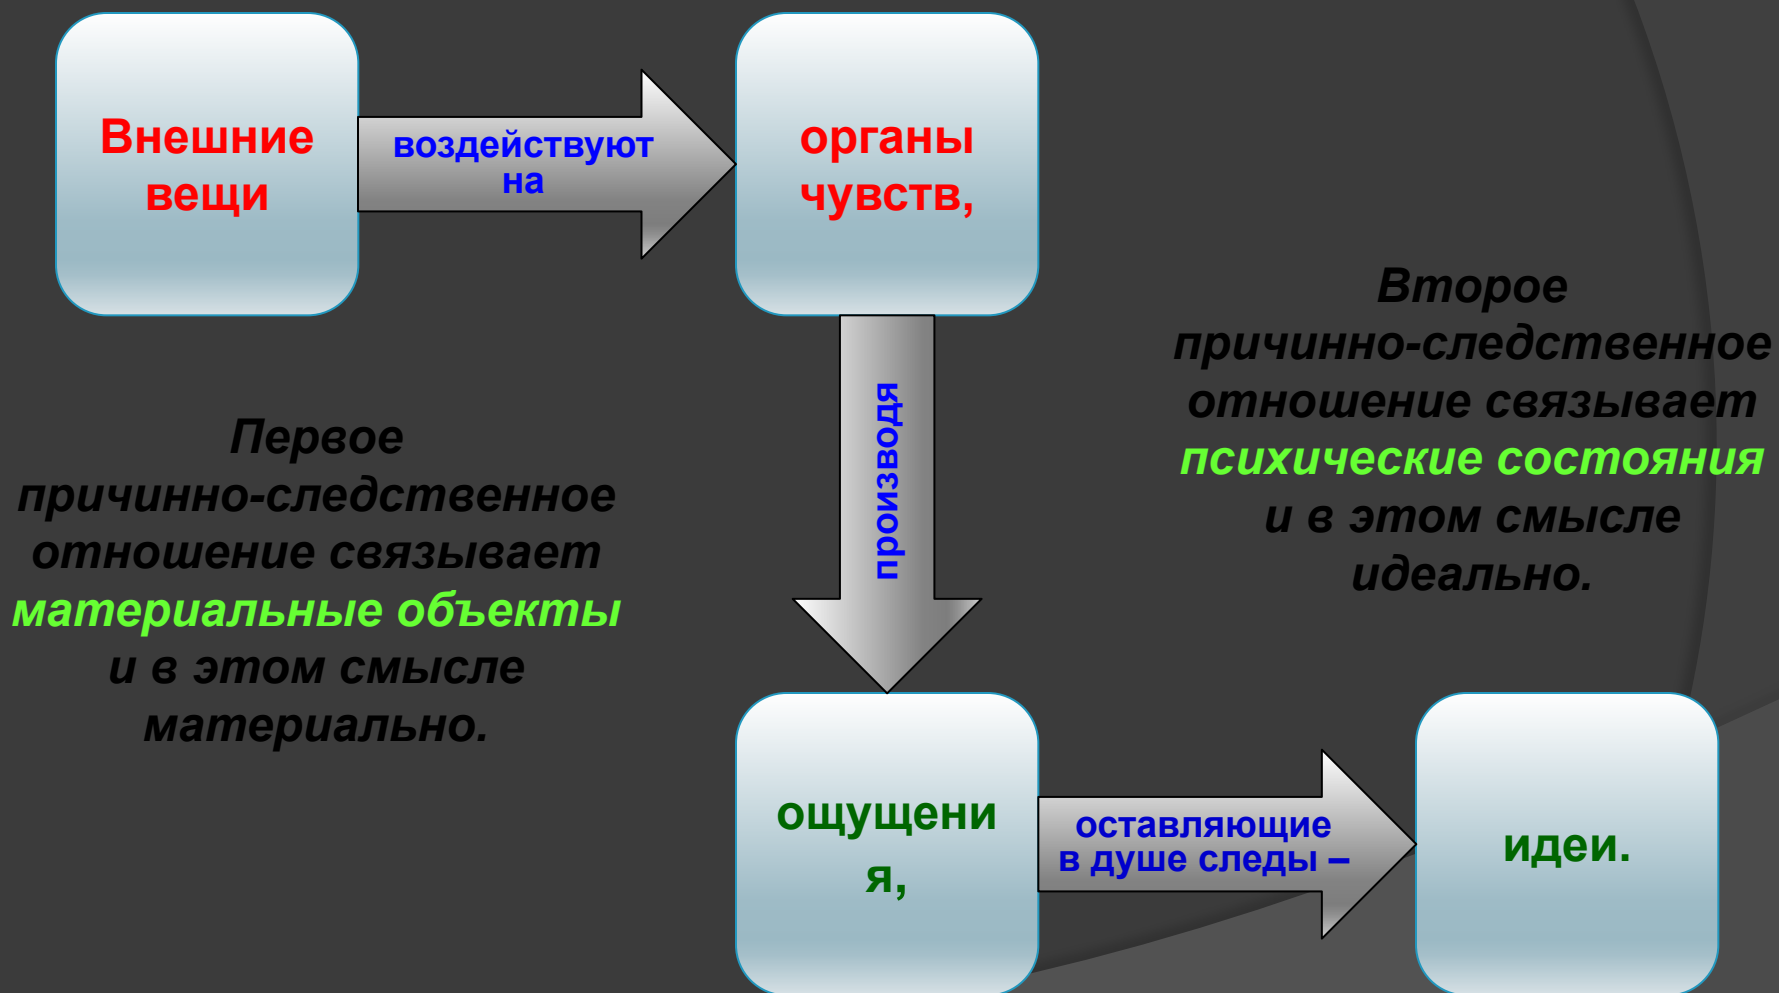 Внешние
вещи
воздействуют
на
органы
чувств,
Второе
причинно-следственное
отношение связывает
психические состояния
и в этом смысле
идеально.
производя
Первое
причинно-следственное
отношение связывает
материальные объекты
и в этом смысле
материально.
ощущени
я,
оставляющие
в душе следы –
идеи.